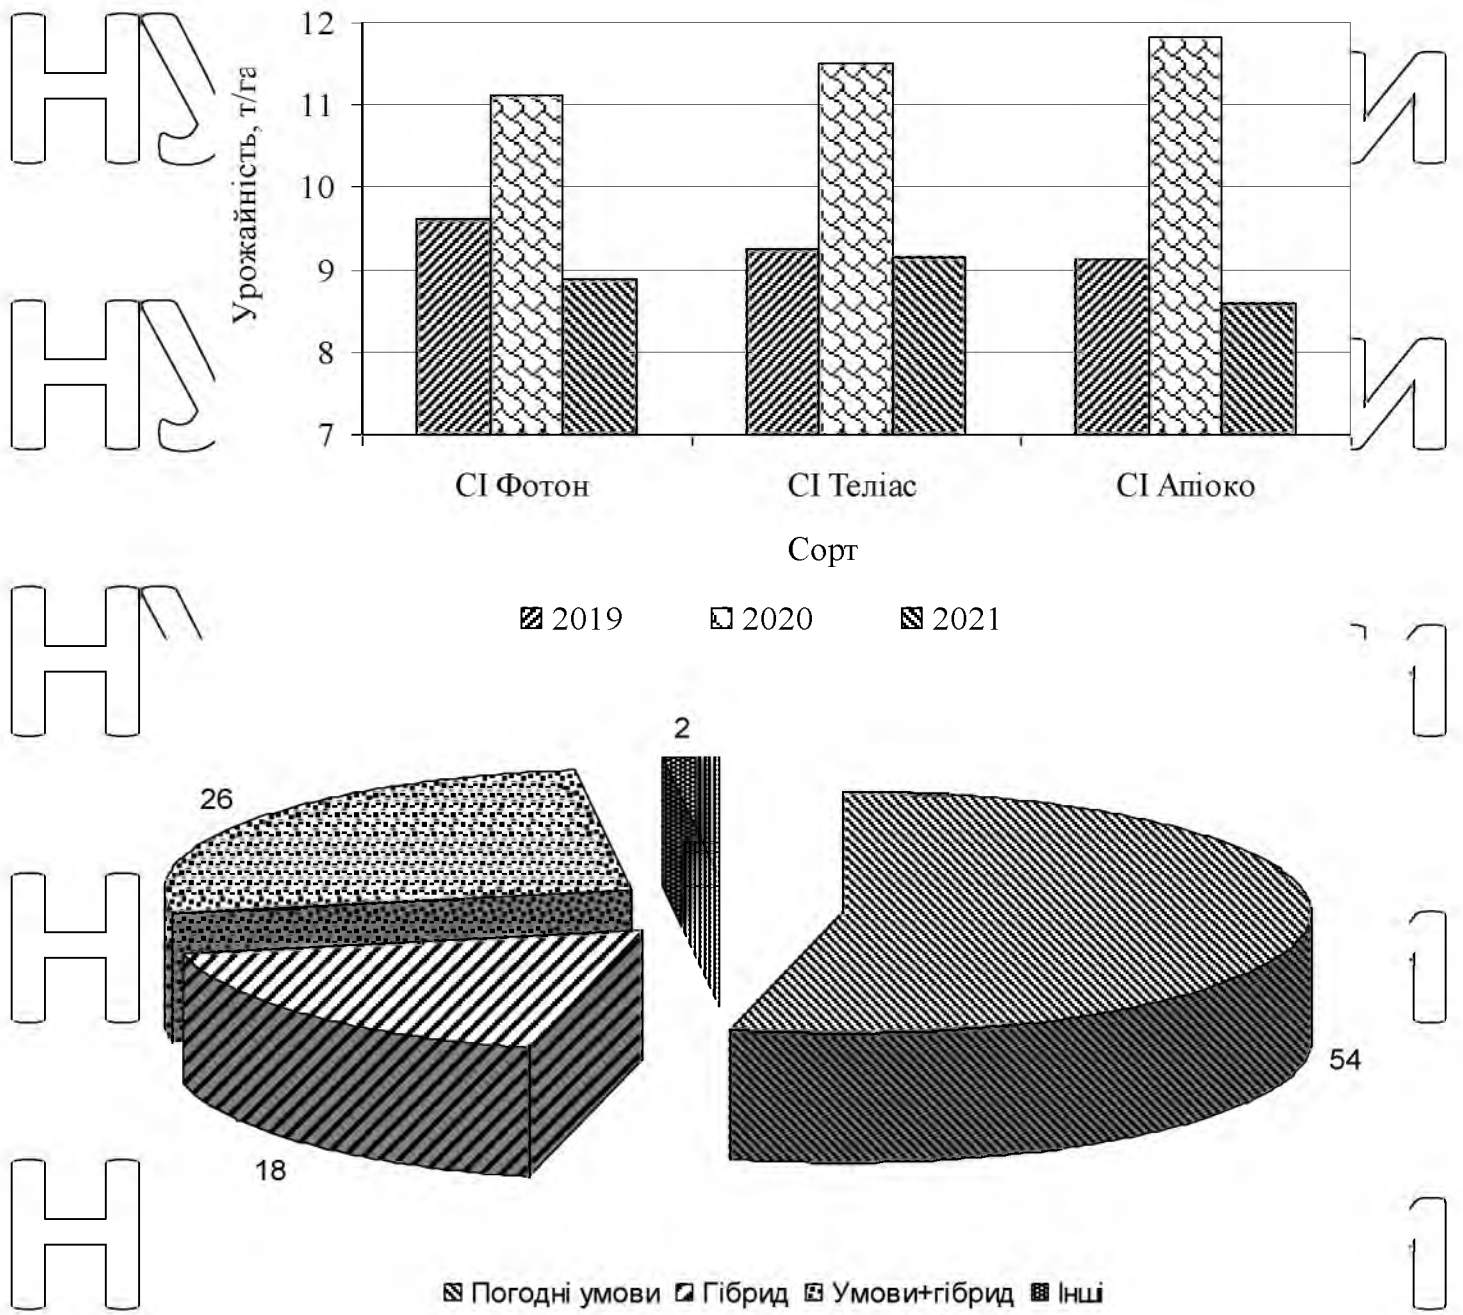 12
11
10
9
8
7
Урожайність, т/га
СІ Фотон СІ Теліас СІ Апіоко
Сорт
2019 2020 2021
2
26
54
18
Погодні умови Гібрид Умови+гібрид Інші